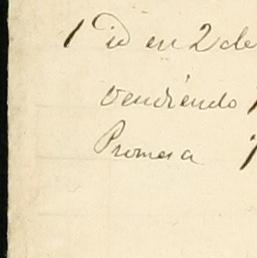 1 id en 2 de
vendiendo
Promesa